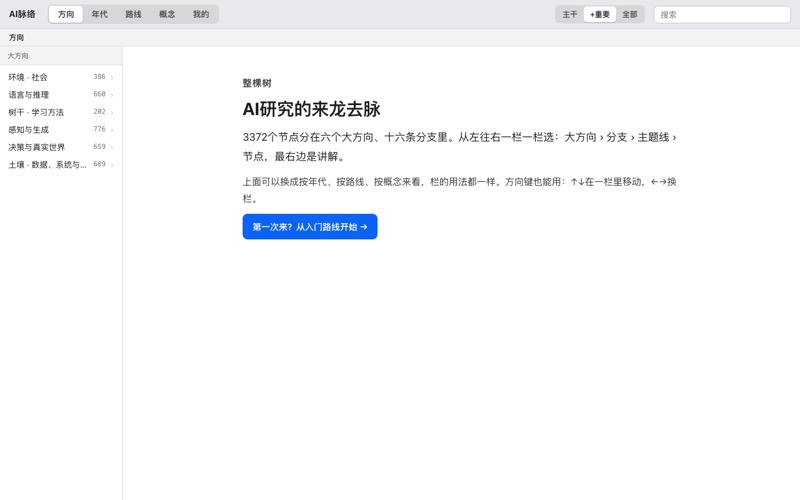 AI脉络 方向 年代 路线 概念 我的 主干 +重要 全部 搜索
方向
大方向
环境 · 社会 386 ›
语言与推理 660 ›
树干 · 学习方法 202 ›
感知与生成 776 ›
决策与真实世界 659 ›
土壤 · 数据、系统与... 689 ›
整棵树
AI研究的来龙去脉
3372个节点分在六个大方向、十六条分支里。从左往右一栏一栏选：大方向 › 分支 › 主题线 ›
节点，最右边是讲解。
上面可以换成按年代、按路线、按概念来看，栏的用法都一样。方向键也能用：↑↓在一栏里移动，←→换
栏。
第一次来？从入门路线开始 →